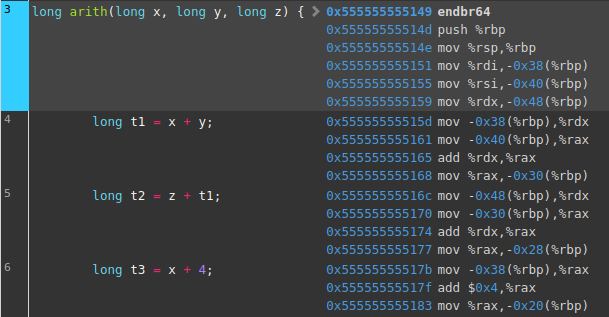 3 long arith(long x, long y, long z) { 0x555555555149 endbr64
0x55555555514d push %rbp
0x55555555514e mov %rsp,%rbp
0x555555555151 mov %rdi,-0x38(%rbp)
0x555555555155 mov %rsi,-0x40(%rbp)
0x555555555159 mov %rdx,-0x48(%rbp)
4 long t1 = x + y; 0x55555555515d mov -0x38(%rbp),%rdx
0x555555555161 mov -0x40(%rbp),%rax
0x555555555165 add %rdx,%rax
0x555555555168 mov %rax,-0x30(%rbp)
5 long t2 = z + t1; 0x55555555516c mov -0x48(%rbp),%rdx
0x555555555170 mov -0x30(%rbp),%rax
0x555555555174 add %rdx,%rax
0x555555555177 mov %rax,-0x28(%rbp)
6 long t3 = x + 4; 0x55555555517b mov -0x38(%rbp),%rax
0x55555555517f add $0x4,%rax
0x555555555183 mov %rax,-0x20(%rbp)